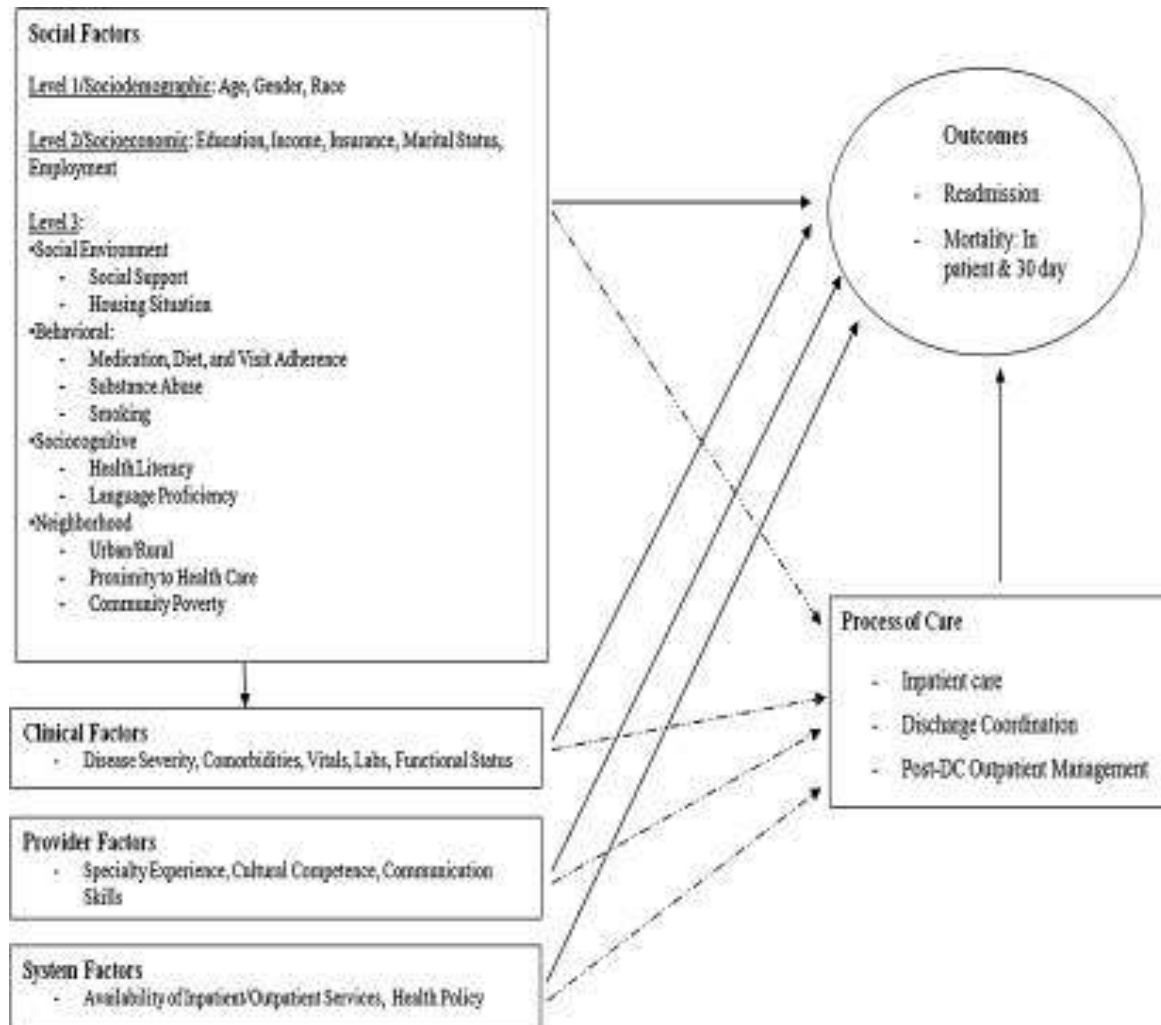 Social Factors
Level 1/Sociodemographic: Age, Gender, Race
Level 2/Socioeconomic: Education, Income, Insurance, Marital Status,
Employment
Level 3:
•Social Environment
- Social Support
- Housing Situation
•Behavioral:
- Medication, Diet, and Visit Adherence
- Substance Abuse
- Smoking
•Sociocognitive
- Health Literacy
- Language Proficiency
•Neighborhood
- Urban/Rural
- Proximity to Health Care
- Community Poverty
Clinical Factors
- Disease Severity, Comorbidities, Vitals, Labs, Functional Status
Provider Factors
- Specialty Experience, Cultural Competence, Communication
Skills
System Factors
- Availability of Inpatient/Outpatient Services, Health Policy
Outcomes
- Readmission
- Mortality: In
patient & 30 day
Process of Care
- Inpatient care
- Discharge Coordination
- Post-DC Outpatient Management